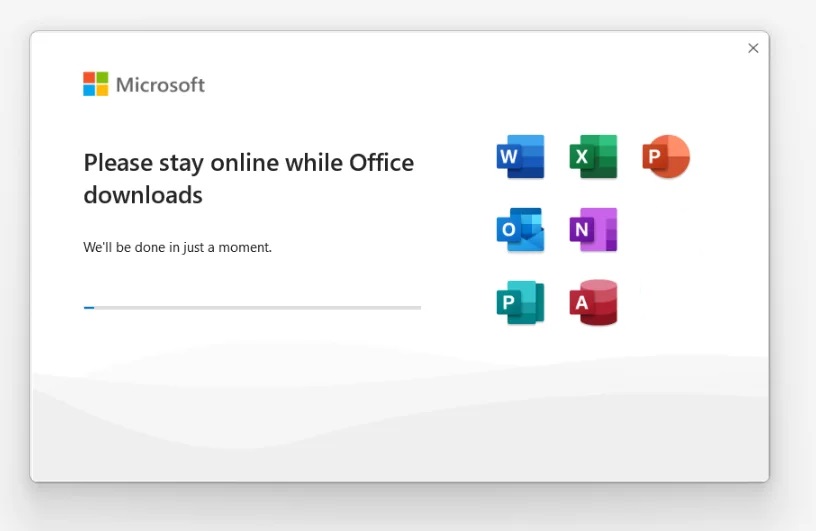 Microsoft
Please stay online while Office
downloads
We'll be done in just a moment.
W X P
O N
P A